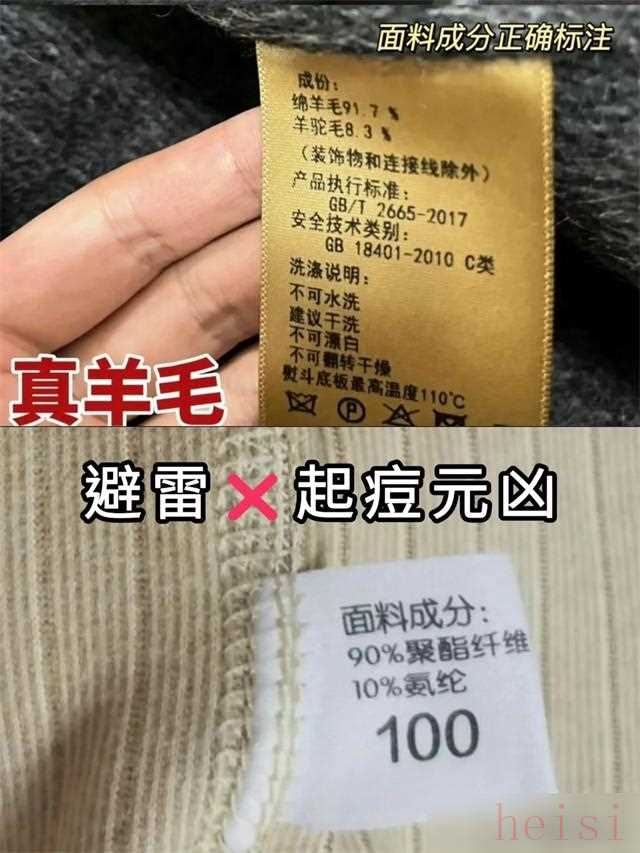 面料成分正确标注
成份：
绵羊毛91.7 %
羊驼毛8.3 %
（装饰物和连接线除外）
产品执行标准：
GB/T 2665-2017
安全技术类别：
GB 18401-2010 C类
洗涤说明：
不可水洗
建议干洗
不可漂白
不可翻转干燥
熨斗底板最高温度110℃
P
真羊毛
避雷❌起痘元凶
面料成分：
90%聚酯纤维
10%氨纶
100
heisi